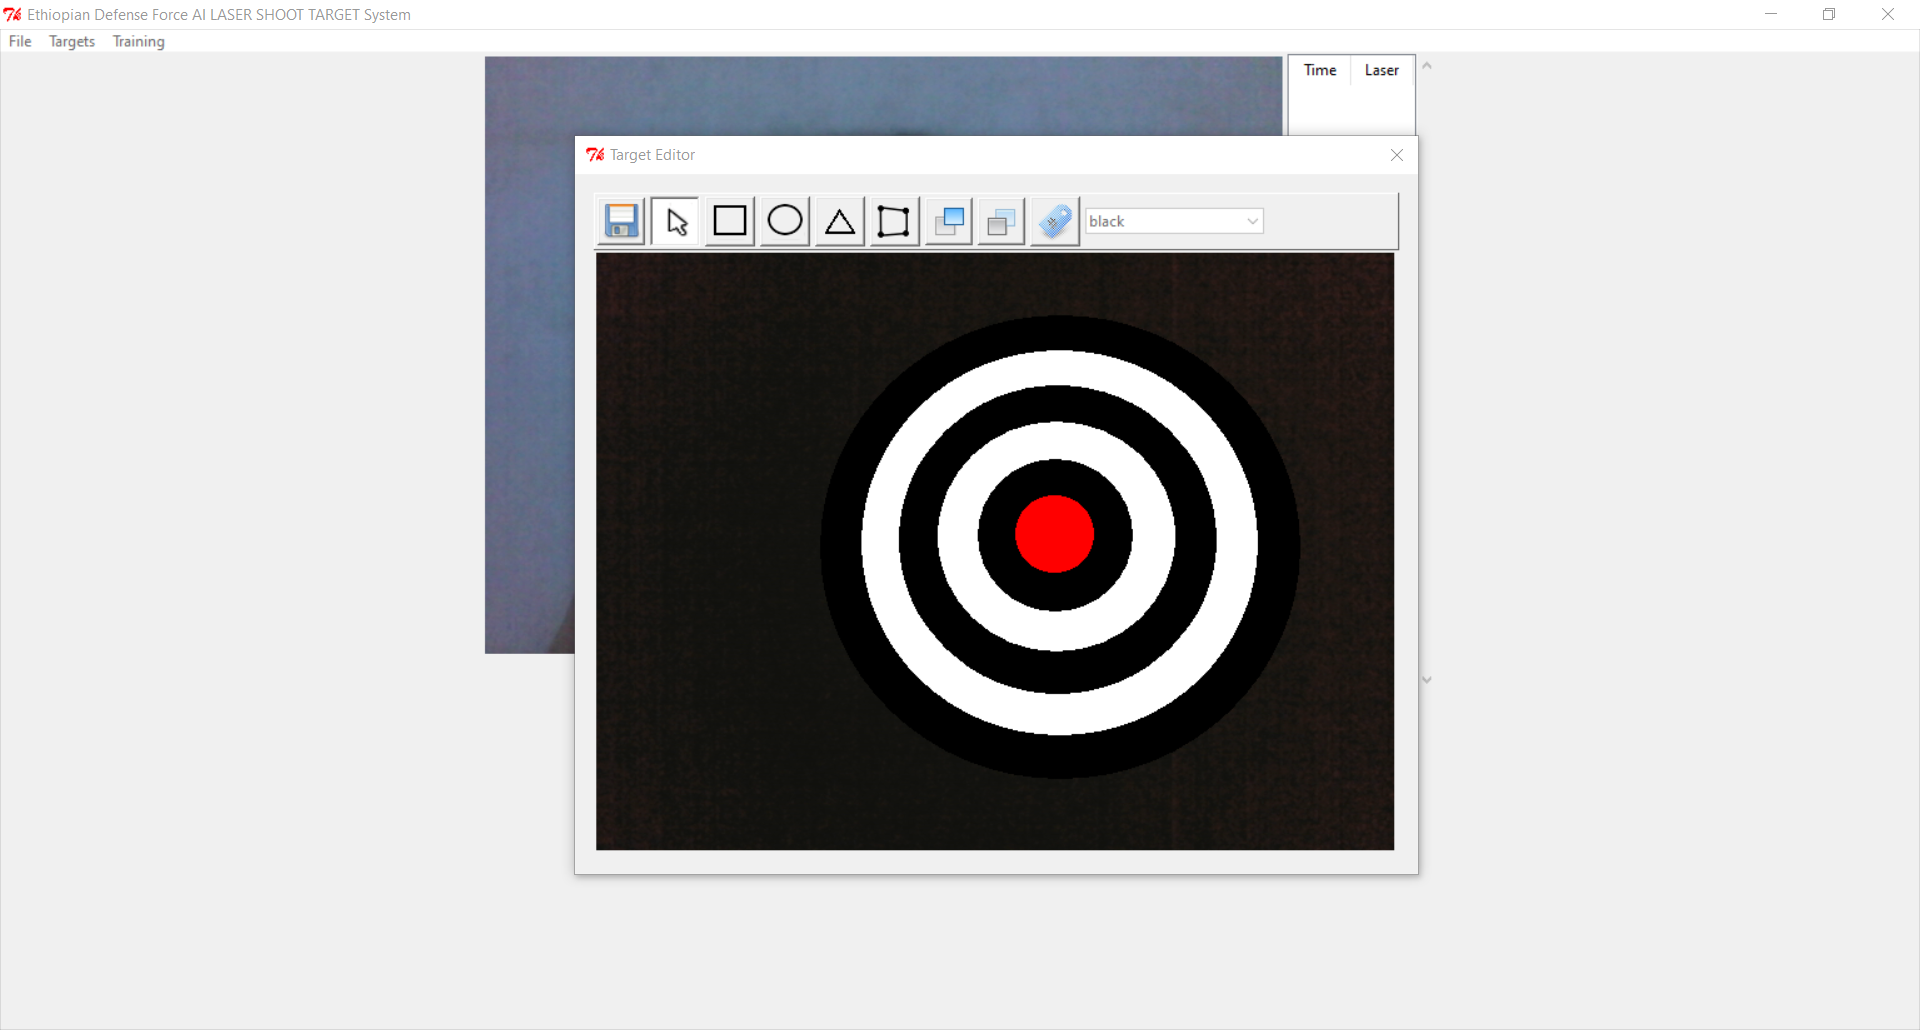 Ethiopian Defense Force AI LASER SHOOT TARGET System
File Targets Training
Time Laser
Target Editor
black